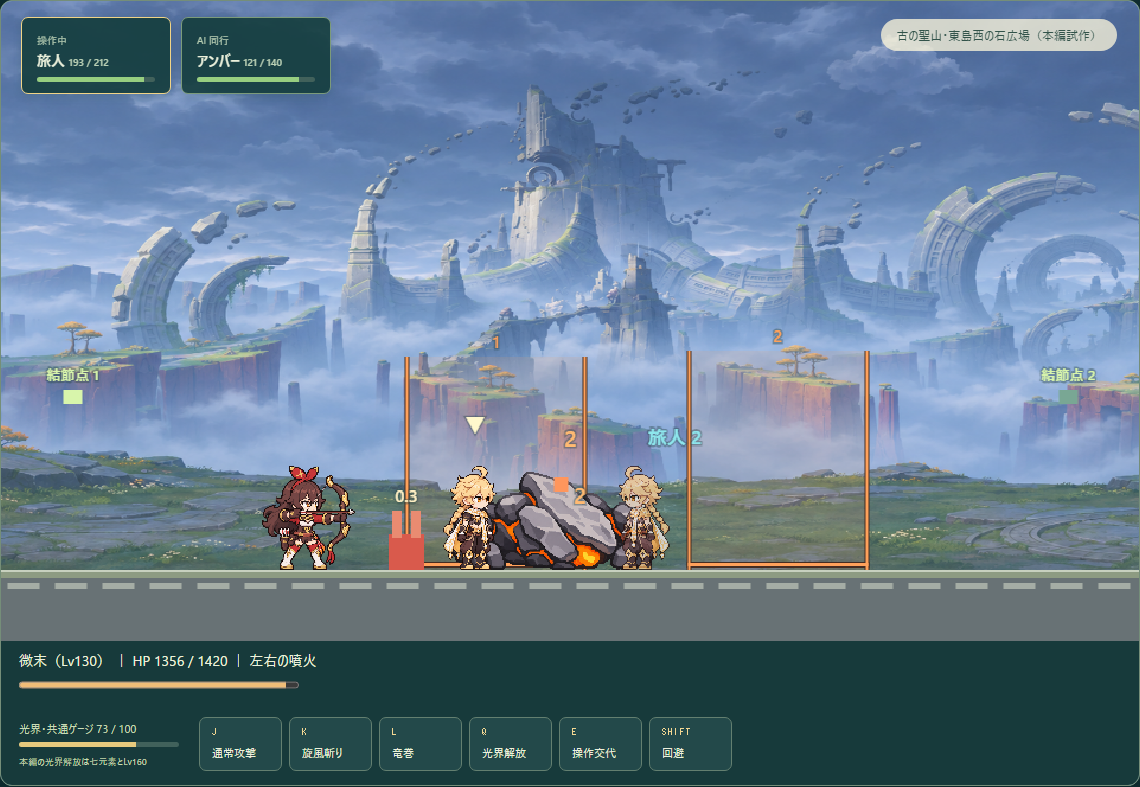 操作中
旅人 193 / 212
AI 同行
アンバー 121 / 140
古の聖山・東島西の石広場（本編試作）
1
2
結節点 1
結節点 2
2
旅人 2
0.3
2
微末（Lv130） ｜ HP 1356 / 1420 ｜ 左右の噴火
光界・共通ゲージ 73 / 100
本編の光界解放は七元素とLv160
J
通常攻撃
K
旋風斬り
L
竜巻
Q
光界解放
E
操作交代
SHIFT
回避